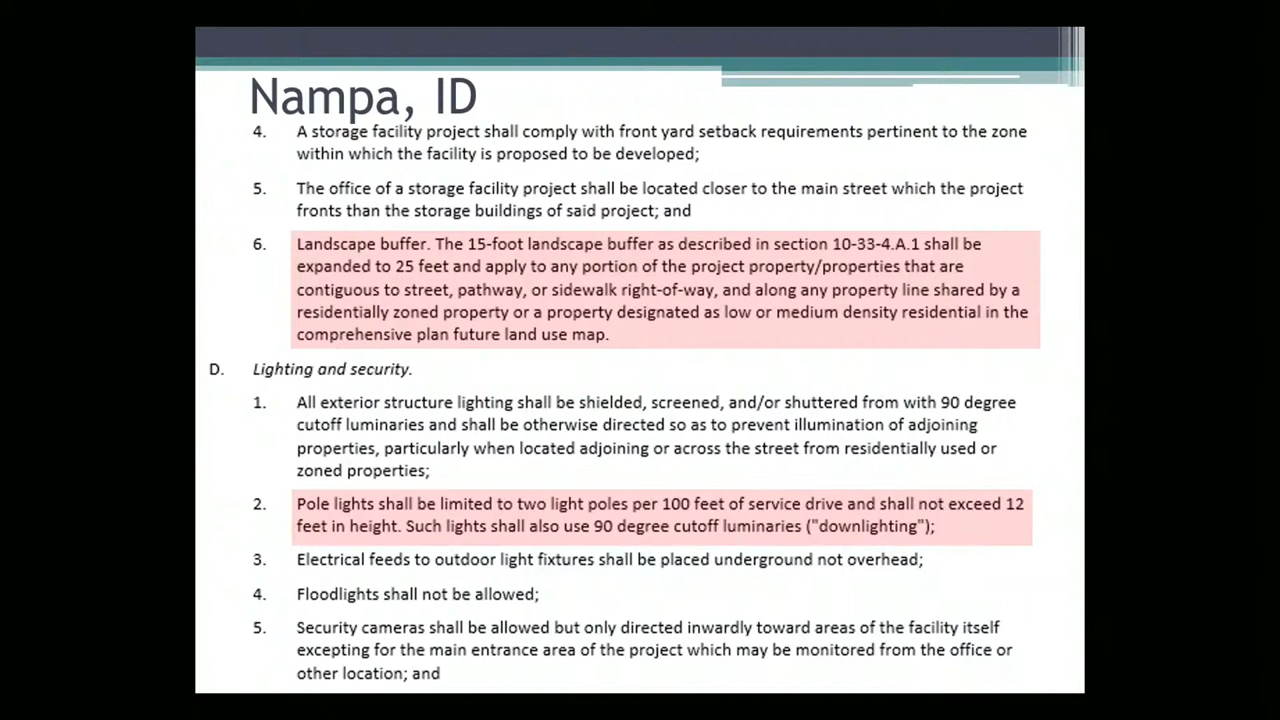 Nampa, ID
4. A storage facility project shall comply with front yard setback requirements pertinent to the zone
within which the facility is proposed to be developed;
5. The office of a storage facility project shall be located closer to the main street which the project
fronts than the storage buildings of said project; and
6. Landscape buffer. The 15-foot landscape buffer as described in section 10-33-4.A.1 shall be
expanded to 25 feet and apply to any portion of the project property/properties that are
contiguous to street, pathway, or sidewalk right-of-way, and along any property line shared by a
residentially zoned property or a property designated as low or medium density residential in the
comprehensive plan future land use map.
D. Lighting and security.
1. All exterior structure lighting shall be shielded, screened, and/or shuttered from with 90 degree
cutoff luminaries and shall be otherwise directed so as to prevent illumination of adjoining
properties, particularly when located adjoining or across the street from residentially used or
zoned properties;
2. Pole lights shall be limited to two light poles per 100 feet of service drive and shall not exceed 12
feet in height. Such lights shall also use 90 degree cutoff luminaries ("downlighting");
3. Electrical feeds to outdoor light fixtures shall be placed underground not overhead;
4. Floodlights shall not be allowed;
5. Security cameras shall be allowed but only directed inwardly toward areas of the facility itself
excepting for the main entrance area of the project which may be monitored from the office or
other location; and